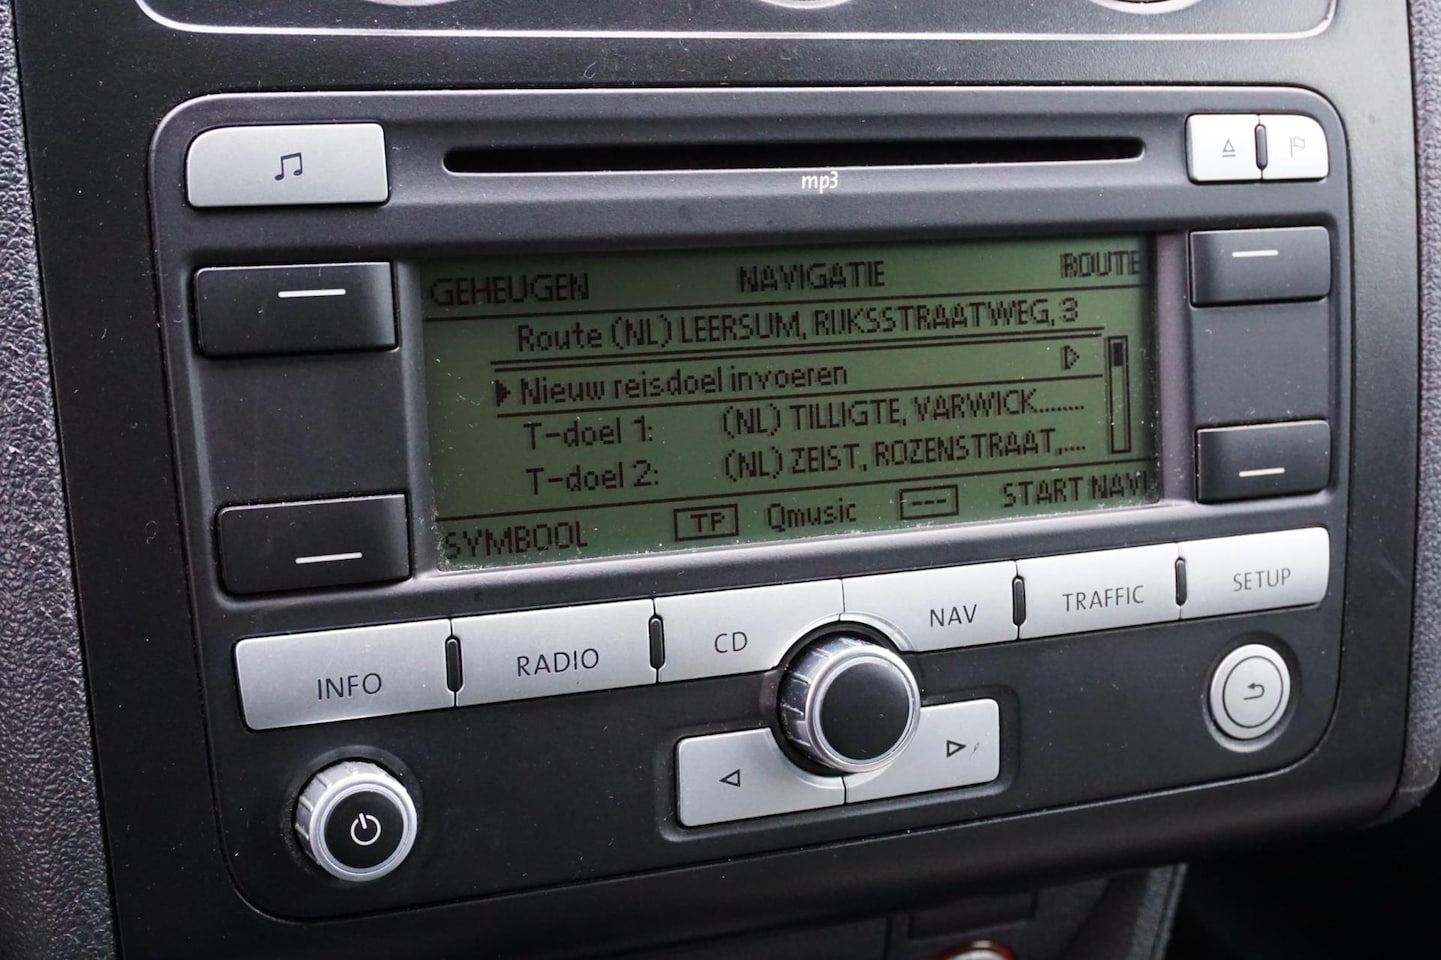 mp3
GEHEUGEN NAVIGATIE ROUTE
Route (NL) LEERSUM, RIJKSSTRAATWEG, 3
Nieuw reisdoel invoeren
T-doel 1: (NL) TILLIGTE, VARWICK........
T-doel 2: (NL) ZEIST, ROZENSTRAAT,....
SYMBOOL TP Qmusic --- START NAVI
INFO RADIO CD NAV TRAFFIC SETUP